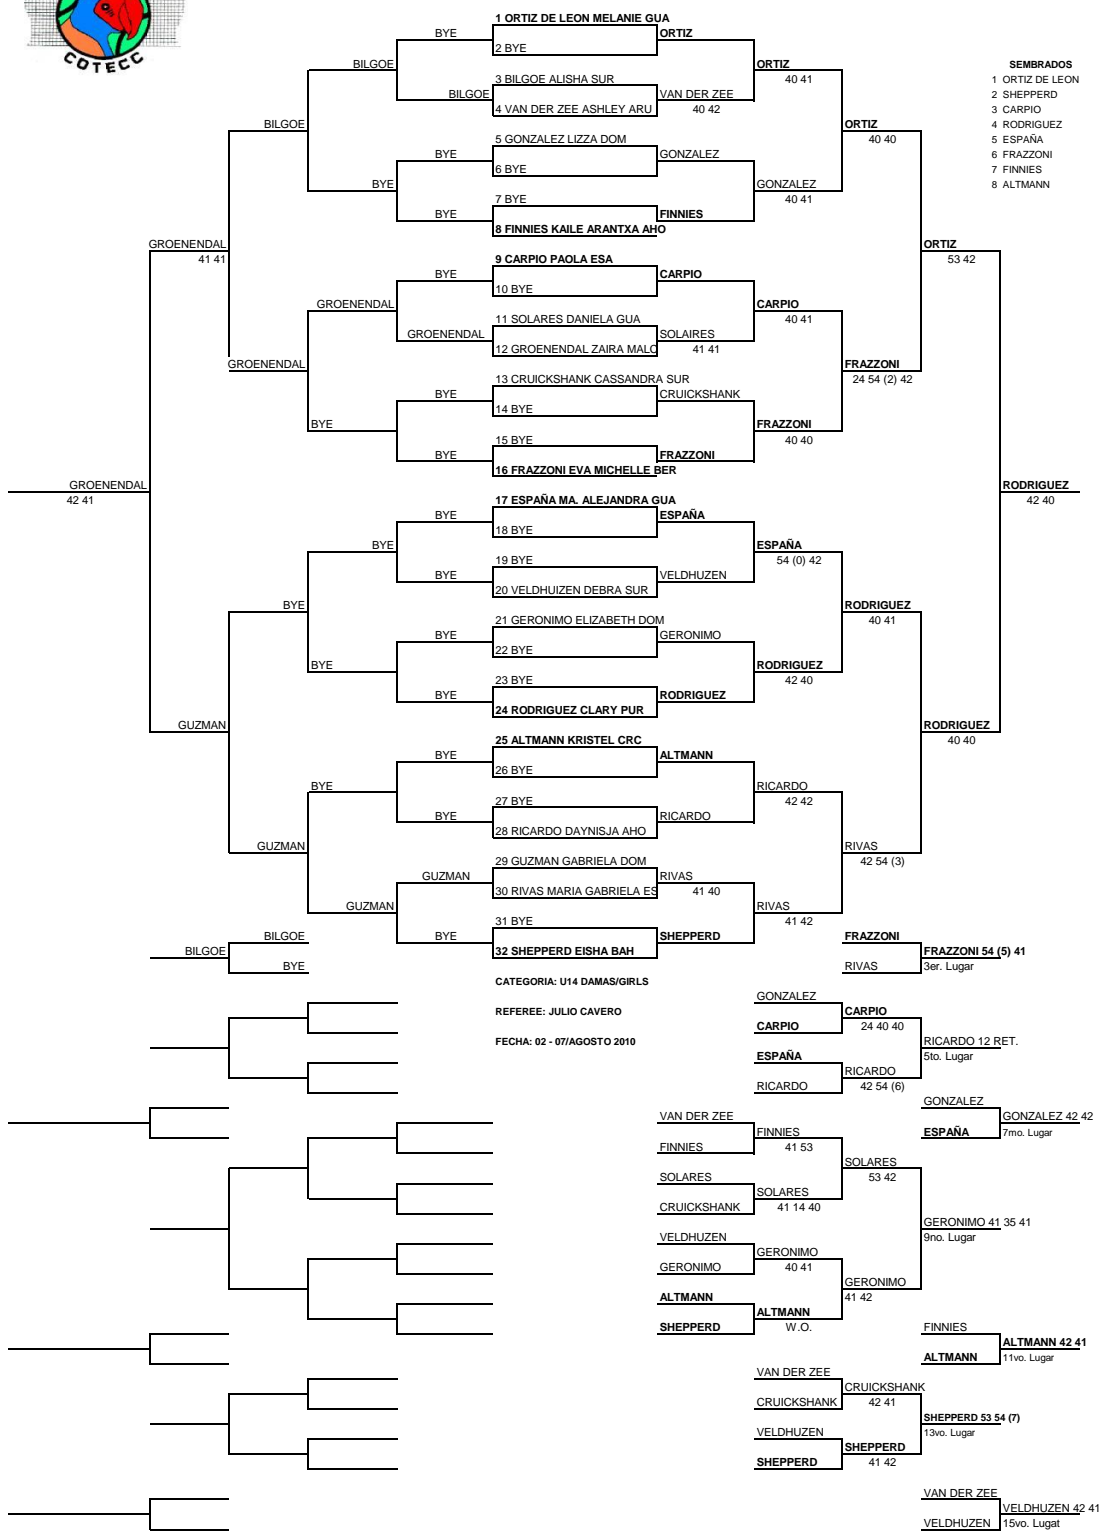 COTECC
1 ORTIZ DE LEON MELANIE GUA
BYE ORTIZ
2 BYE
BILGOE ORTIZ
SEMBRADOS
3 BILGOE ALISHA SUR 40 41
1 ORTIZ DE LEON
BILGOE VAN DER ZEE
2 SHEPPERD
4 VAN DER ZEE ASHLEY ARU 40 42
3 CARPIO
BILGOE ORTIZ
4 RODRIGUEZ
5 GONZALEZ LIZZA DOM 40 40
5 ESPAÑA
BYE GONZALEZ
6 FRAZZONI
6 BYE
7 FINNIES
BYE GONZALEZ
8 ALTMANN
7 BYE 40 41
BYE FINNIES
8 FINNIES KAILE ARANTXA AHO
GROENENDAL ORTIZ
41 41 9 CARPIO PAOLA ESA 53 42
BYE CARPIO
10 BYE
GROENENDAL CARPIO
11 SOLARES DANIELA GUA 40 41
GROENENDAL SOLAIRES
12 GROENENDAL ZAIRA MALC 41 41
GROENENDAL FRAZZONI
13 CRUICKSHANK CASSANDRA SUR 24 54 (2) 42
BYE CRUICKSHANK
14 BYE
BYE FRAZZONI
15 BYE 40 40
BYE FRAZZONI
16 FRAZZONI EVA MICHELLE BER
GROENENDAL RODRIGUEZ
42 41 17 ESPAÑA MA. ALEJANDRA GUA 42 40
BYE ESPAÑA
18 BYE
BYE ESPAÑA
19 BYE 54 (0) 42
BYE VELDHUZEN
20 VELDHUIZEN DEBRA SUR
BYE RODRIGUEZ
21 GERONIMO ELIZABETH DOM 40 41
BYE GERONIMO
22 BYE
BYE RODRIGUEZ
23 BYE 42 40
BYE RODRIGUEZ
24 RODRIGUEZ CLARY PUR
GUZMAN RODRIGUEZ
25 ALTMANN KRISTEL CRC 40 40
BYE ALTMANN
26 BYE
BYE RICARDO
27 BYE 42 42
BYE RICARDO
28 RICARDO DAYNISJA AHO
GUZMAN RIVAS
29 GUZMAN GABRIELA DOM 42 54 (3)
GUZMAN RIVAS
30 RIVAS MARIA GABRIELA ES 41 40
GUZMAN RIVAS
31 BYE 41 42
BILGOE BYE SHEPPERD FRAZZONI
BILGOE 32 SHEPPERD EISHA BAH FRAZZONI 54 (5) 41
BYE RIVAS 3er. Lugar
CATEGORIA: U14 DAMAS/GIRLS
GONZALEZ
REFEREE: JULIO CAVERO CARPIO
CARPIO 24 40 40
FECHA: 02 - 07/AGOSTO 2010 RICARDO 12 RET.
ESPAÑA 5to. Lugar
RICARDO
RICARDO 42 54 (6)
GONZALEZ
VAN DER ZEE GONZALEZ 42 42
FINNIES ESPAÑA 7mo. Lugar
FINNIES 41 53
SOLARES
SOLARES 53 42
SOLARES
CRUICKSHANK 41 14 40
GERONIMO 41 35 41
VELDHUZEN 9no. Lugar
GERONIMO
GERONIMO 40 41
GERONIMO
ALTMANN 41 42
ALTMANN
SHEPPERD W.O. FINNIES
ALTMANN 42 41
ALTMANN 11vo. Lugar
VAN DER ZEE
CRUICKSHANK
CRUICKSHANK 42 41
SHEPPERD 53 54 (7)
VELDHUZEN 13vo. Lugar
SHEPPERD
SHEPPERD 41 42
VAN DER ZEE
VELDHUZEN 42 41
VELDHUZEN 15vo. Lugat